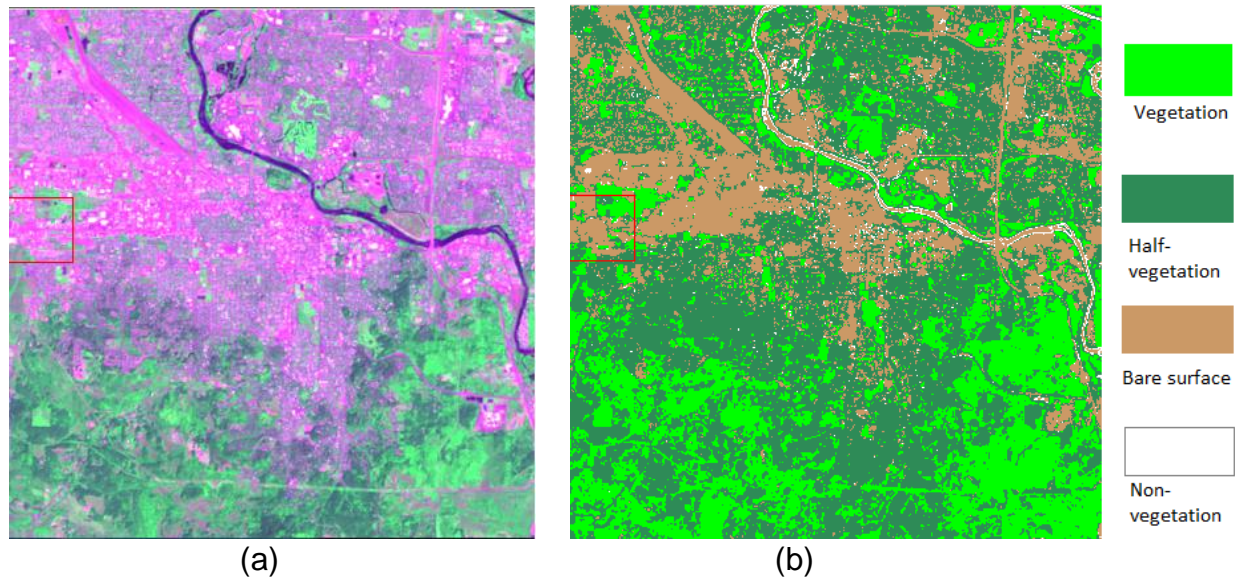 Vegetation
Half-
vegetation
Bare surface
Non-
vegetation
(a)
(b)